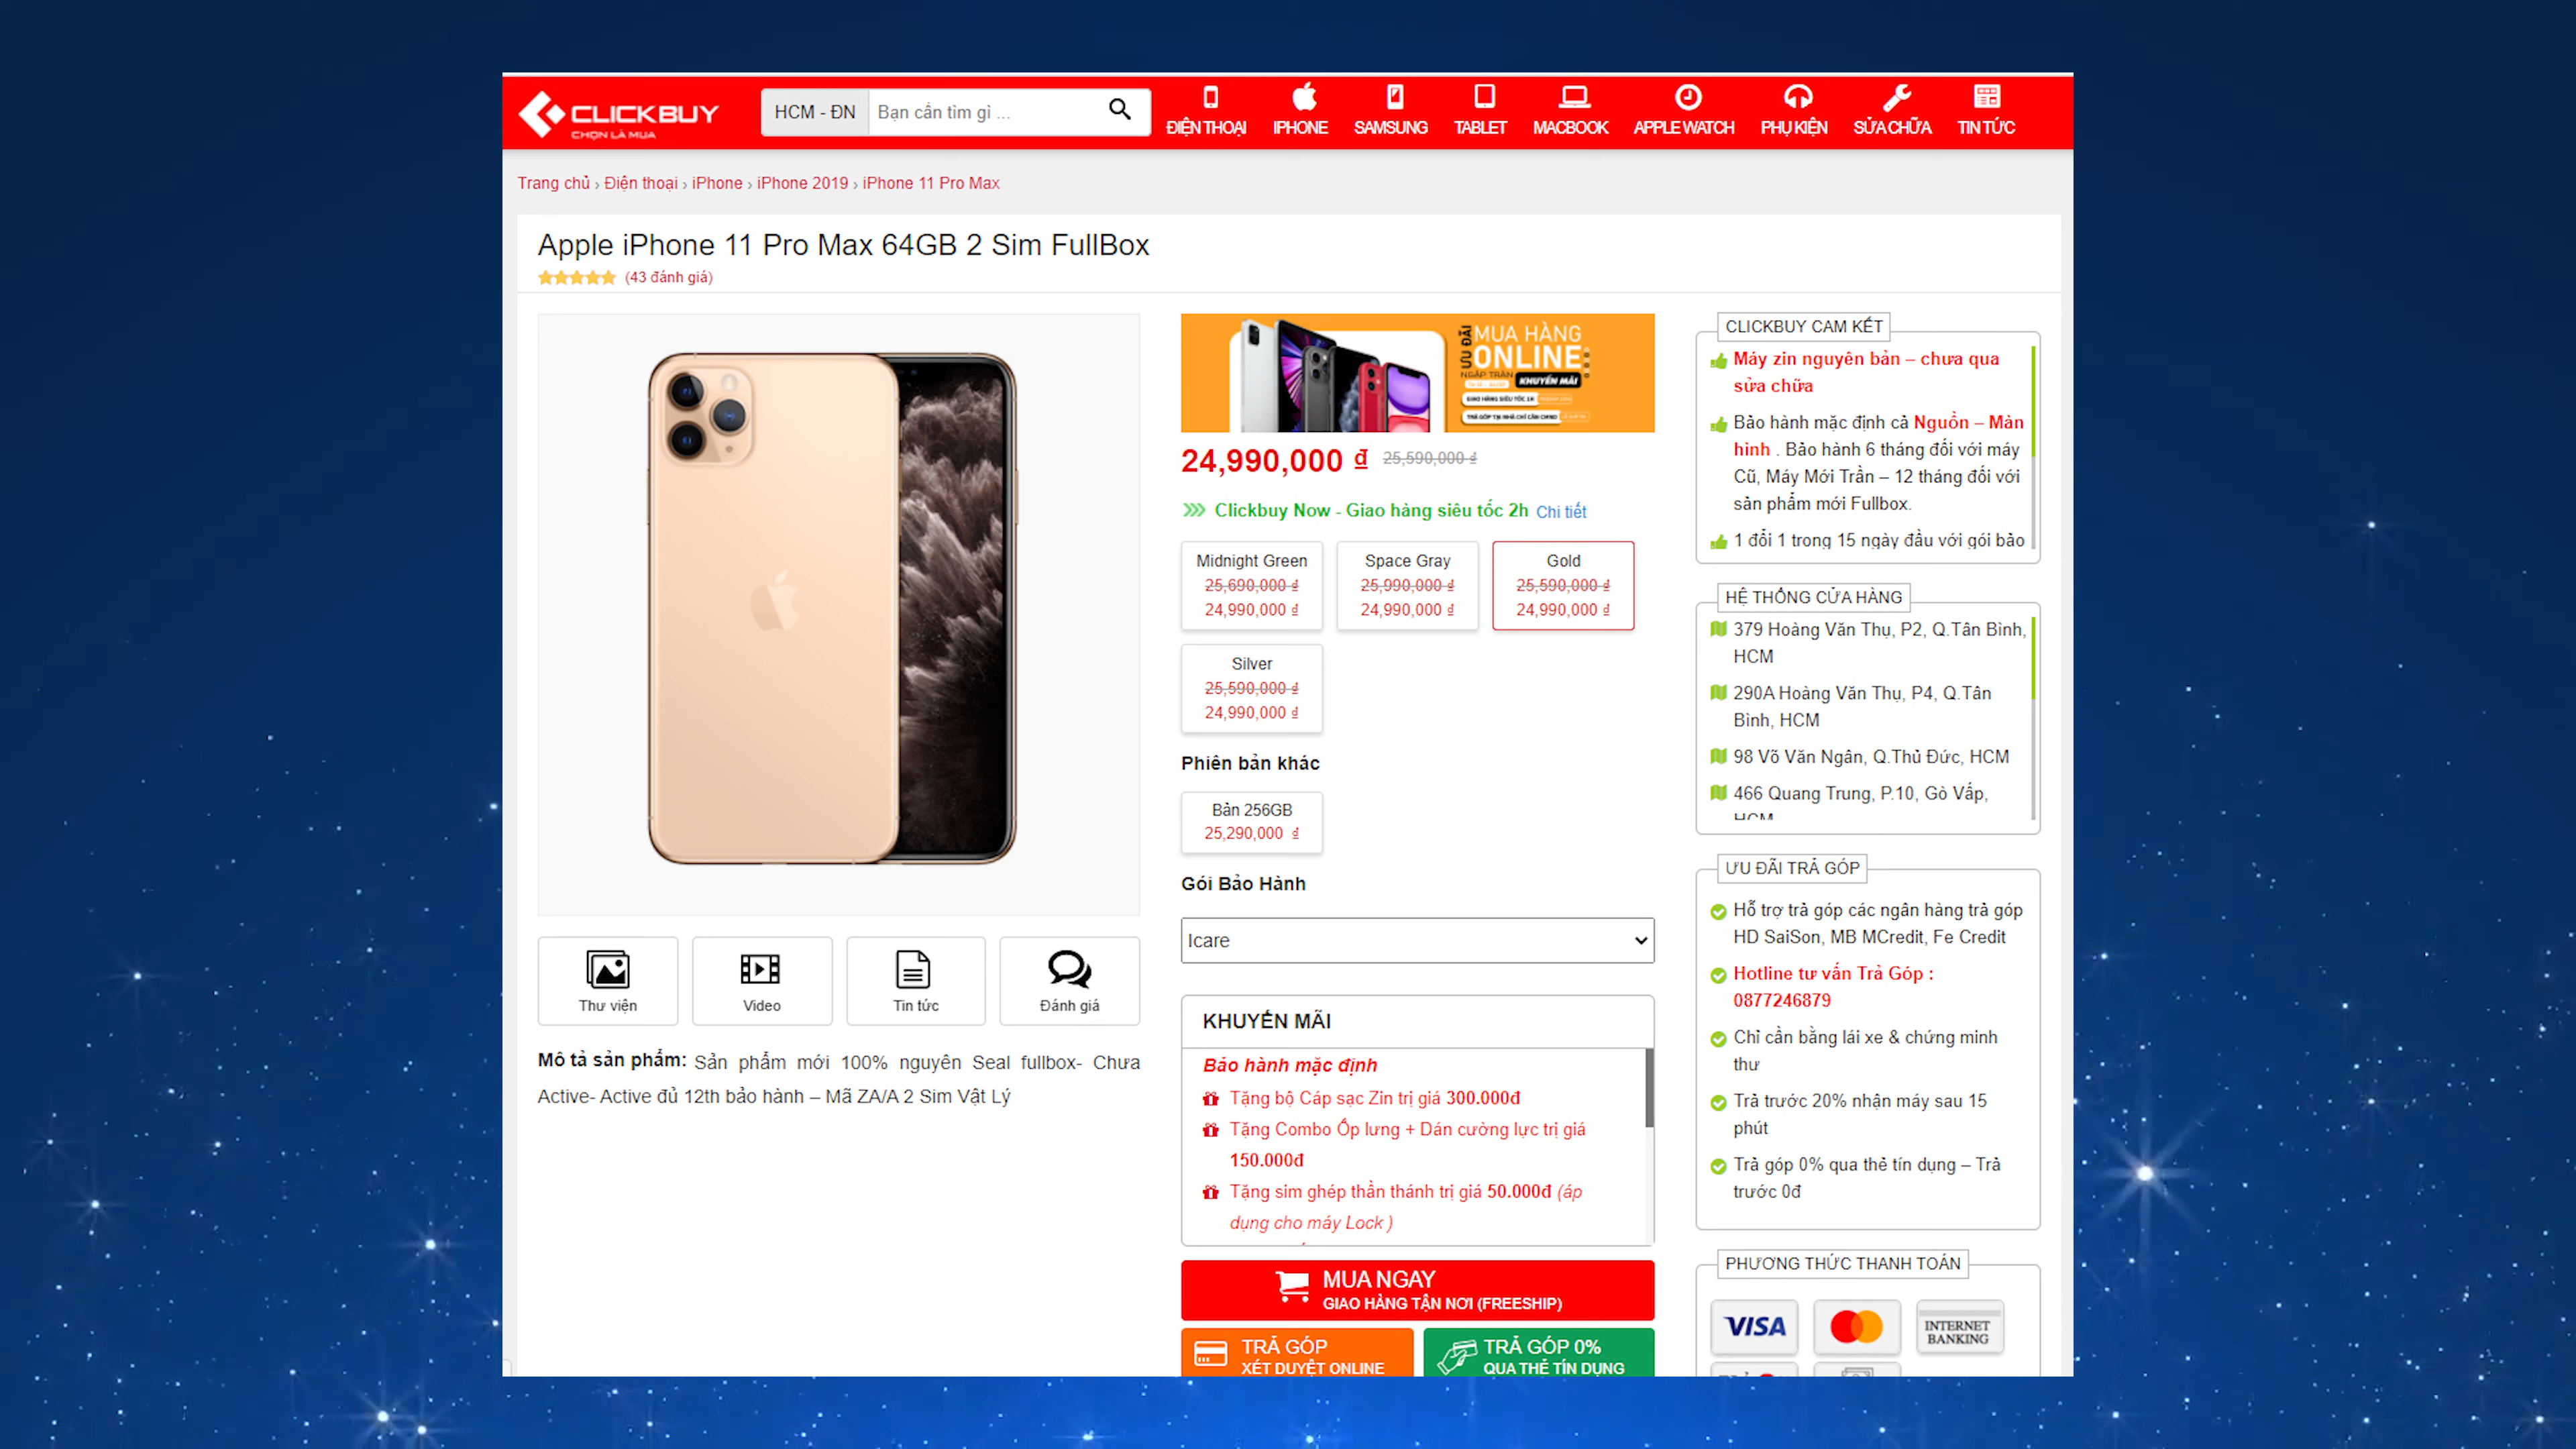 CLICKBUY
CHỌN LÀ MUA
HCM - ĐN
Bạn cần tìm gì ...
ĐIỆN THOẠI
IPHONE
SAMSUNG
TABLET
MACBOOK
APPLE WATCH
PHỤ KIỆN
SỬA CHỮA
TIN TỨC
Trang chủ › Điện thoại › iPhone › iPhone 2019 › iPhone 11 Pro Max
Apple iPhone 11 Pro Max 64GB 2 Sim FullBox
(43 đánh giá)
Thư viện
Video
Tin tức
Đánh giá
Mô tả sản phẩm: Sản phẩm mới 100% nguyên Seal fullbox- Chưa
Active- Active đủ 12th bảo hành – Mã ZA/A 2 Sim Vật Lý
ƯU ĐÃI
MUA HÀNG
ONLINE
NGẬP TRÀN
KHUYẾN MÃI
GIAO HÀNG SIÊU TỐC 1H
TRẢ GÓP TẠI NHÀ CHỈ CẦN CMND
24,990,000 ₫ 25,590,000 ₫
Clickbuy Now - Giao hàng siêu tốc 2h Chi tiết
Midnight Green
25,690,000 ₫
24,990,000 ₫
Space Gray
25,990,000 ₫
24,990,000 ₫
Gold
25,590,000 ₫
24,990,000 ₫
Silver
25,590,000 ₫
24,990,000 ₫
Phiên bản khác
Bản 256GB
25,290,000 ₫
Gói Bảo Hành
Icare
KHUYẾN MÃI
Bảo hành mặc định
Tặng bộ Cáp sạc Zin trị giá 300.000đ
Tặng Combo Ốp lưng + Dán cường lực trị giá
150.000đ
Tặng sim ghép thần thánh trị giá 50.000đ (áp
dụng cho máy Lock )
MUA NGAY
GIAO HÀNG TẬN NƠI (FREESHIP)
TRẢ GÓP
XÉT DUYỆT ONLINE
TRẢ GÓP 0%
QUA THẺ TÍN DỤNG
CLICKBUY CAM KẾT
Máy zin nguyên bản – chưa qua
sửa chữa
Bảo hành mặc định cả Nguồn – Màn
hình . Bảo hành 6 tháng đối với máy
Cũ, Máy Mới Trần – 12 tháng đối với
sản phẩm mới Fullbox.
1 đổi 1 trong 15 ngày đầu với gói bảo
HỆ THỐNG CỬA HÀNG
379 Hoàng Văn Thụ, P2, Q.Tân Bình,
HCM
290A Hoàng Văn Thụ, P4, Q.Tân
Bình, HCM
98 Võ Văn Ngân, Q.Thủ Đức, HCM
466 Quang Trung, P.10, Gò Vấp,
HCM
ƯU ĐÃI TRẢ GÓP
Hỗ trợ trả góp các ngân hàng trả góp
HD SaiSon, MB MCredit, Fe Credit
Hotline tư vấn Trả Góp :
0877246879
Chỉ cần bằng lái xe & chứng minh
thư
Trả trước 20% nhận máy sau 15
phút
Trả góp 0% qua thẻ tín dụng – Trả
trước 0đ
PHƯƠNG THỨC THANH TOÁN
VISA
INTERNET
BANKING